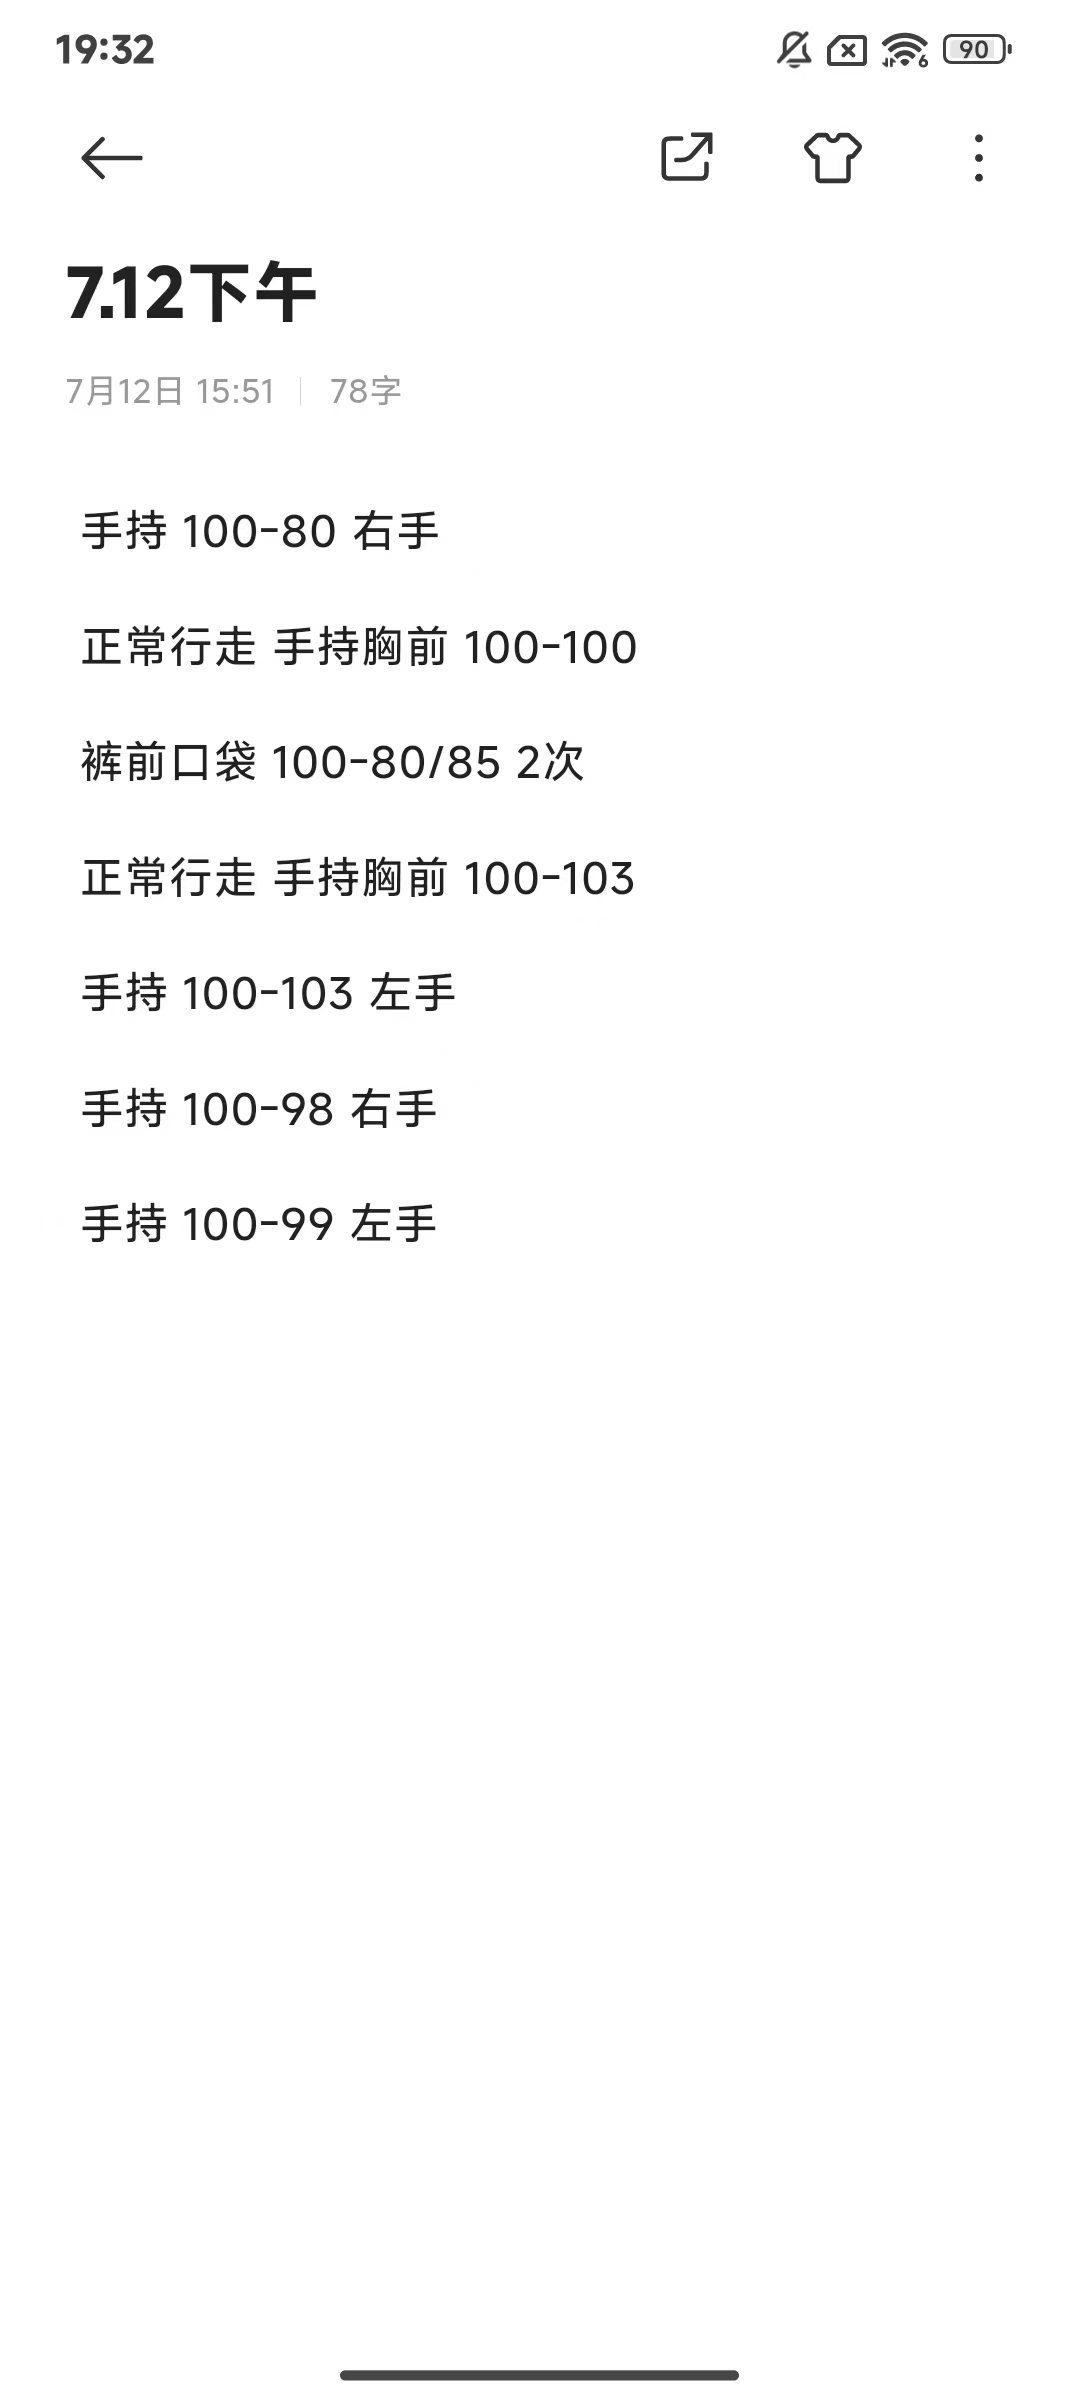 19:32
6
90
7.12下午
7月12日 15:51 | 78字
手持 100-80 右手
正常行走 手持胸前 100-100
裤前口袋 100-80/85 2次
正常行走 手持胸前 100-103
手持 100-103 左手
手持 100-98 右手
手持 100-99 左手